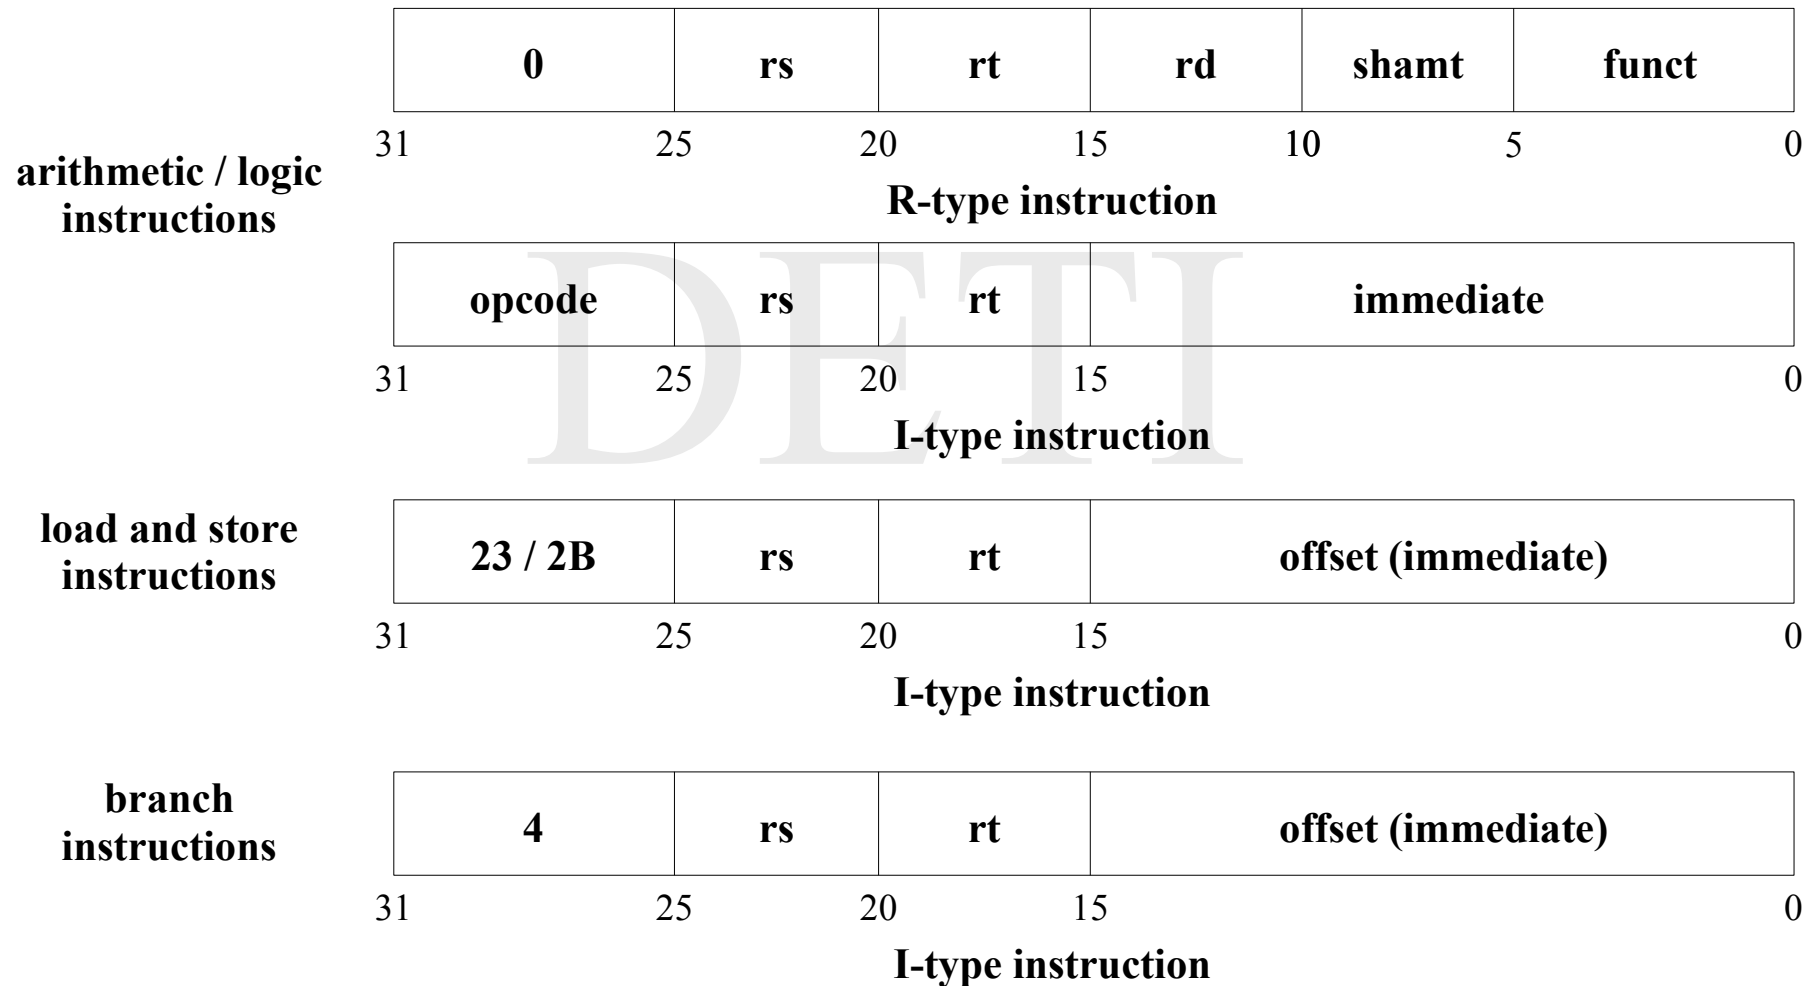 0 rs rt rd shamt funct
31 25 20 15 10 5 0
arithmetic / logic
instructions
R-type instruction
opcode rs rt immediate
31 25 20 15 0
I-type instruction
DETI
load and store
instructions
23 / 2B rs rt offset (immediate)
31 25 20 15 0
I-type instruction
branch
instructions
4 rs rt offset (immediate)
31 25 20 15 0
I-type instruction